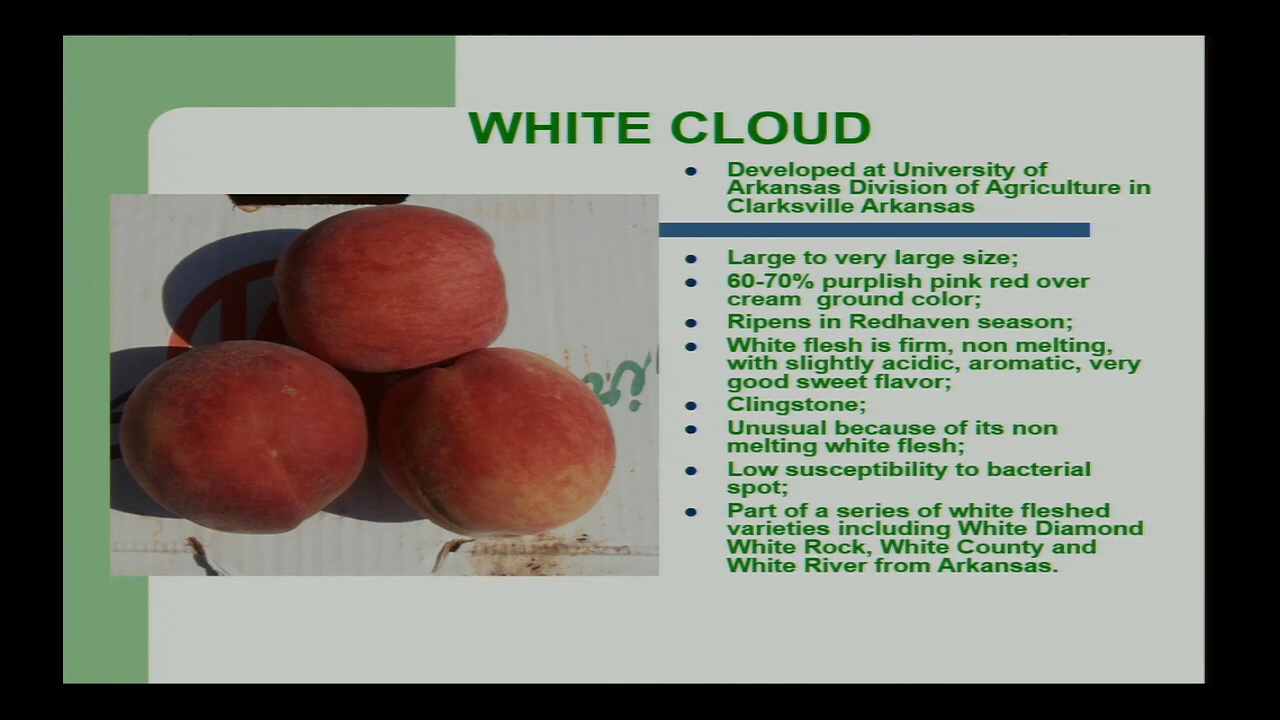 WHITE CLOUD
Developed at University of
Arkansas Division of Agriculture in
Clarksville Arkansas
Large to very large size;
60-70% purplish pink red over
cream ground color;
Ripens in Redhaven season;
White flesh is firm, non melting,
with slightly acidic, aromatic, very
good sweet flavor;
Clingstone;
Unusual because of its non
melting white flesh;
Low susceptibility to bacterial
spot;
Part of a series of white fleshed
varieties including White Diamond
White Rock, White County and
White River from Arkansas.